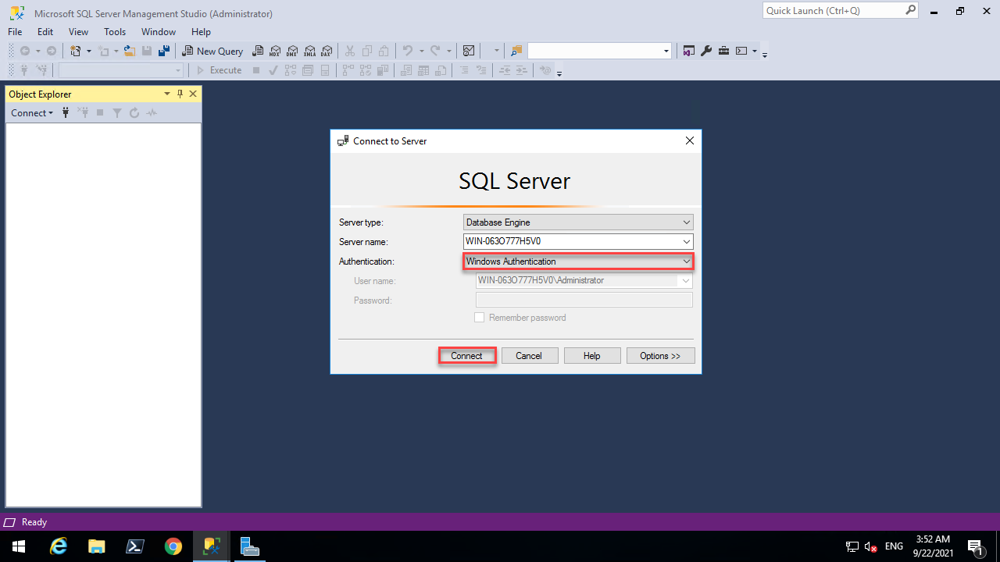 Microsoft SQL Server Management Studio (Administrator)
Quick Launch (Ctrl+Q)
File Edit View Tools Window Help
New Query
MDX DMX XMLA DAX
Execute
Object Explorer
Connect
Connect to Server
SQL Server
Server type: Database Engine
Server name: WIN-063O777H5V0
Authentication: Windows Authentication
User name: WIN-063O777H5V0\Administrator
Password:
Remember password
Connect Cancel Help Options >>
Ready
ENG
3:52 AM
9/22/2021
1